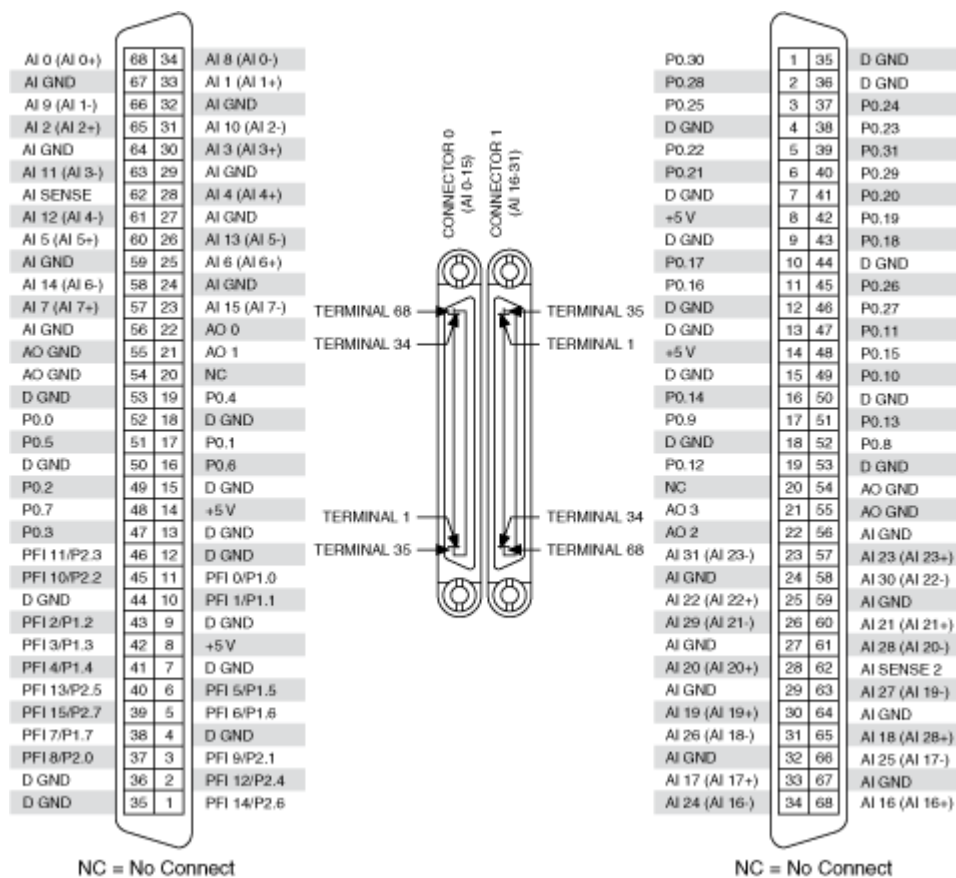 AI 0 (AI 0+) 68 34 AI 8 (AI 0-)
AI GND 67 33 AI 1 (AI 1+)
AI 9 (AI 1-) 66 32 AI GND
AI 2 (AI 2+) 65 31 AI 10 (AI 2-)
AI GND 64 30 AI 3 (AI 3+)
AI 11 (AI 3-) 63 29 AI GND
AI SENSE 62 28 AI 4 (AI 4+)
AI 12 (AI 4-) 61 27 AI GND
AI 5 (AI 5+) 60 26 AI 13 (AI 5-)
AI GND 59 25 AI 6 (AI 6+)
AI 14 (AI 6-) 58 24 AI GND
AI 7 (AI 7+) 57 23 AI 15 (AI 7-)
AI GND 56 22 AO 0
AO GND 55 21 AO 1
AO GND 54 20 NC
D GND 53 19 P0.4
P0.0 52 18 D GND
P0.5 51 17 P0.1
D GND 50 16 P0.6
P0.2 49 15 D GND
P0.7 48 14 +5 V
P0.3 47 13 D GND
PFI 11/P2.3 46 12 D GND
PFI 10/P2.2 45 11 PFI 0/P1.0
D GND 44 10 PFI 1/P1.1
PFI 2/P1.2 43 9 D GND
PFI 3/P1.3 42 8 +5 V
PFI 4/P1.4 41 7 D GND
PFI 13/P2.5 40 6 PFI 5/P1.5
PFI 15/P2.7 39 5 PFI 6/P1.6
PFI 7/P1.7 38 4 D GND
PFI 8/P2.0 37 3 PFI 9/P2.1
D GND 36 2 PFI 12/P2.4
D GND 35 1 PFI 14/P2.6
NC = No Connect
CONNECTOR 0
(AI 0-15)
CONNECTOR 1
(AI 16-31)
TERMINAL 68
TERMINAL 34
TERMINAL 35
TERMINAL 1
TERMINAL 1
TERMINAL 35
TERMINAL 34
TERMINAL 68
P0.30 1 35 D GND
P0.28 2 36 D GND
P0.25 3 37 P0.24
D GND 4 38 P0.23
P0.22 5 39 P0.31
P0.21 6 40 P0.29
D GND 7 41 P0.20
+5 V 8 42 P0.19
D GND 9 43 P0.18
P0.17 10 44 D GND
P0.16 11 45 P0.26
D GND 12 46 P0.27
D GND 13 47 P0.11
+5 V 14 48 P0.15
D GND 15 49 P0.10
P0.14 16 50 D GND
P0.9 17 51 P0.13
D GND 18 52 P0.8
P0.12 19 53 D GND
NC 20 54 AO GND
AO 3 21 55 AO GND
AO 2 22 56 AI GND
AI 31 (AI 23-) 23 57 AI 23 (AI 23+)
AI GND 24 58 AI 30 (AI 22-)
AI 22 (AI 22+) 25 59 AI GND
AI 29 (AI 21-) 26 60 AI 21 (AI 21+)
AI GND 27 61 AI 28 (AI 20-)
AI 20 (AI 20+) 28 62 AI SENSE 2
AI GND 29 63 AI 27 (AI 19-)
AI 19 (AI 19+) 30 64 AI GND
AI 26 (AI 18-) 31 65 AI 18 (AI 28+)
AI GND 32 66 AI 25 (AI 17-)
AI 17 (AI 17+) 33 67 AI GND
AI 24 (AI 16-) 34 68 AI 16 (AI 16+)
NC = No Connect